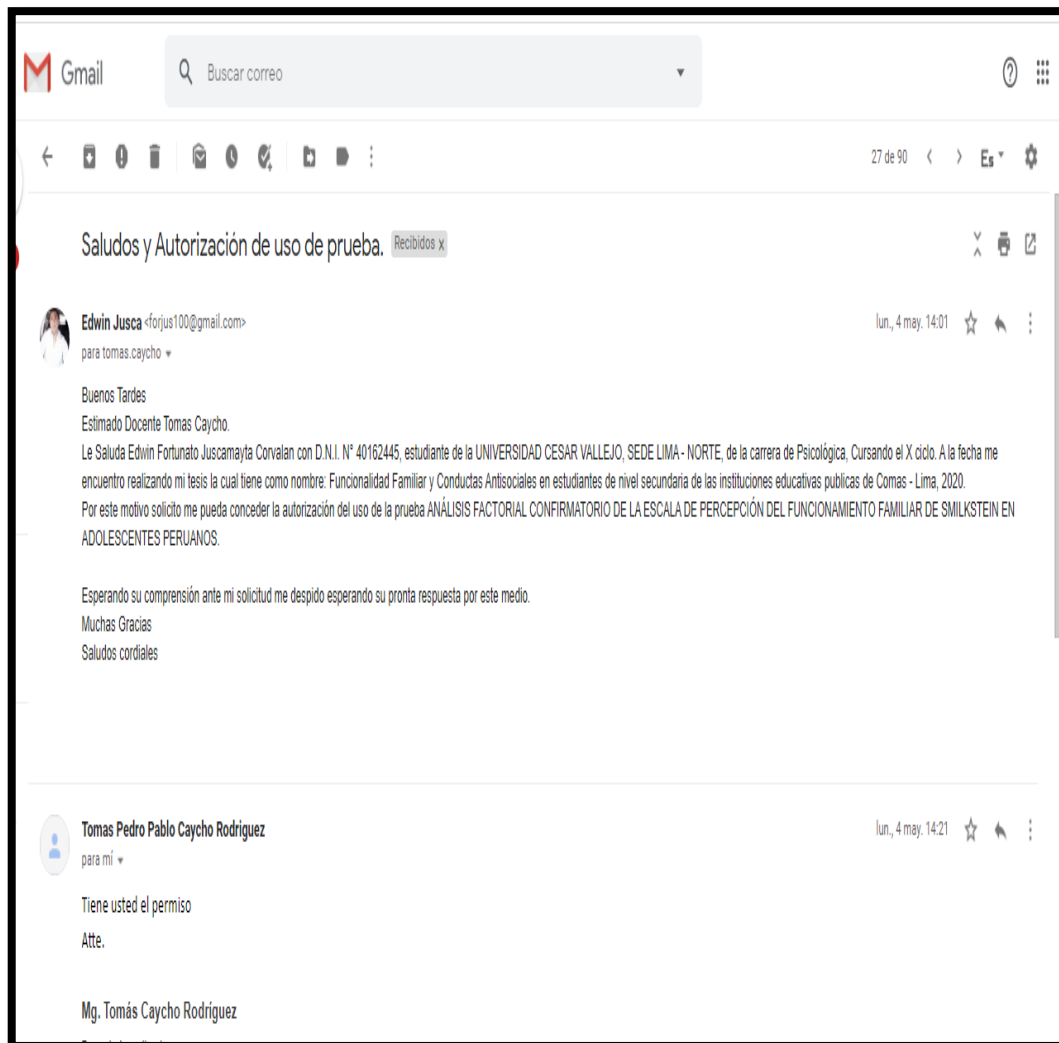 Gmail
Buscar correo
27 de 90
Es
Saludos y Autorización de uso de prueba. Recibidos x
Edwin Jusca <forjus100@gmail.com>
lun., 4 may. 14:01
para tomas.caycho
Buenos Tardes
Estimado Docente Tomas Caycho.
Le Saluda Edwin Fortunato Juscamayta Corvalan con D.N.I. N° 40162445, estudiante de la UNIVERSIDAD CESAR VALLEJO, SEDE LIMA - NORTE, de la carrera de Psicológica, Cursando el X ciclo. A la fecha me
encuentro realizando mi tesis la cual tiene como nombre: Funcionalidad Familiar y Conductas Antisociales en estudiantes de nivel secundaria de las instituciones educativas publicas de Comas - Lima, 2020.
Por este motivo solicito me pueda conceder la autorización del uso de la prueba ANÁLISIS FACTORIAL CONFIRMATORIO DE LA ESCALA DE PERCEPCIÓN DEL FUNCIONAMIENTO FAMILIAR DE SMILKSTEIN EN
ADOLESCENTES PERUANOS.
Esperando su comprensión ante mi solicitud me despido esperando su pronta respuesta por este medio.
Muchas Gracias
Saludos cordiales
Tomas Pedro Pablo Caycho Rodriguez
lun., 4 may. 14:21
para mí
Tiene usted el permiso
Atte.
Mg. Tomás Caycho Rodríguez